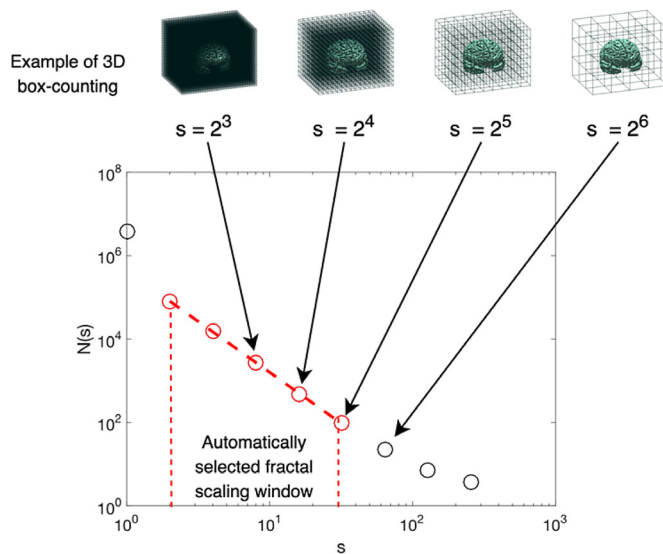 Example of 3D
box-counting
s = 2^3
s = 2^4
s = 2^5
s = 2^6
10^8
10^6
10^4
10^2
10^0
N(s)
Automatically
selected fractal
scaling window
10^0
10^1
10^2
10^3
s